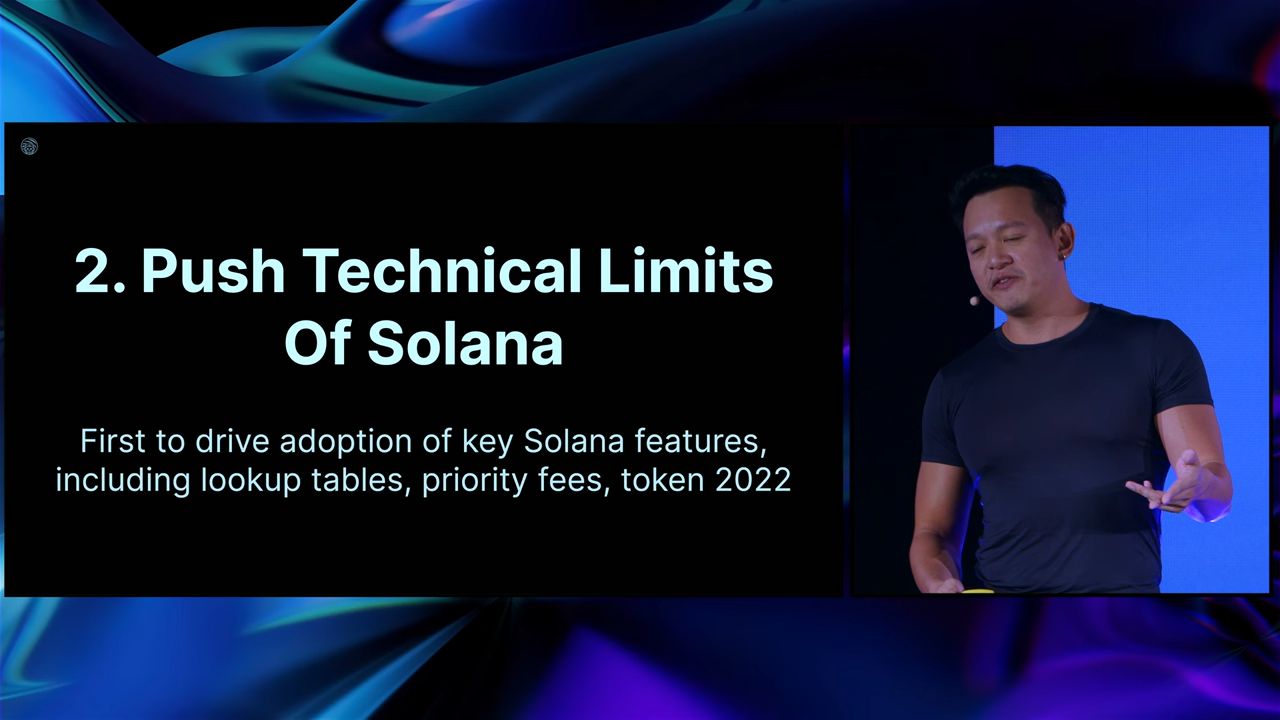 2. Push Technical Limits
Of Solana
First to drive adoption of key Solana features,
including lookup tables, priority fees, token 2022